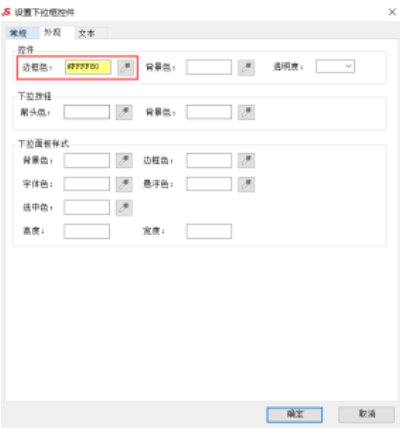 设置下拉框控件
常规 外观 文本
控件
边框色： 背景色： 透明度：
下拉按钮
箭头色： 背景色：
下拉面板样式
背景色： 边框色：
字体色： 悬浮色：
选中色：
高度： 宽度：
确定 取消